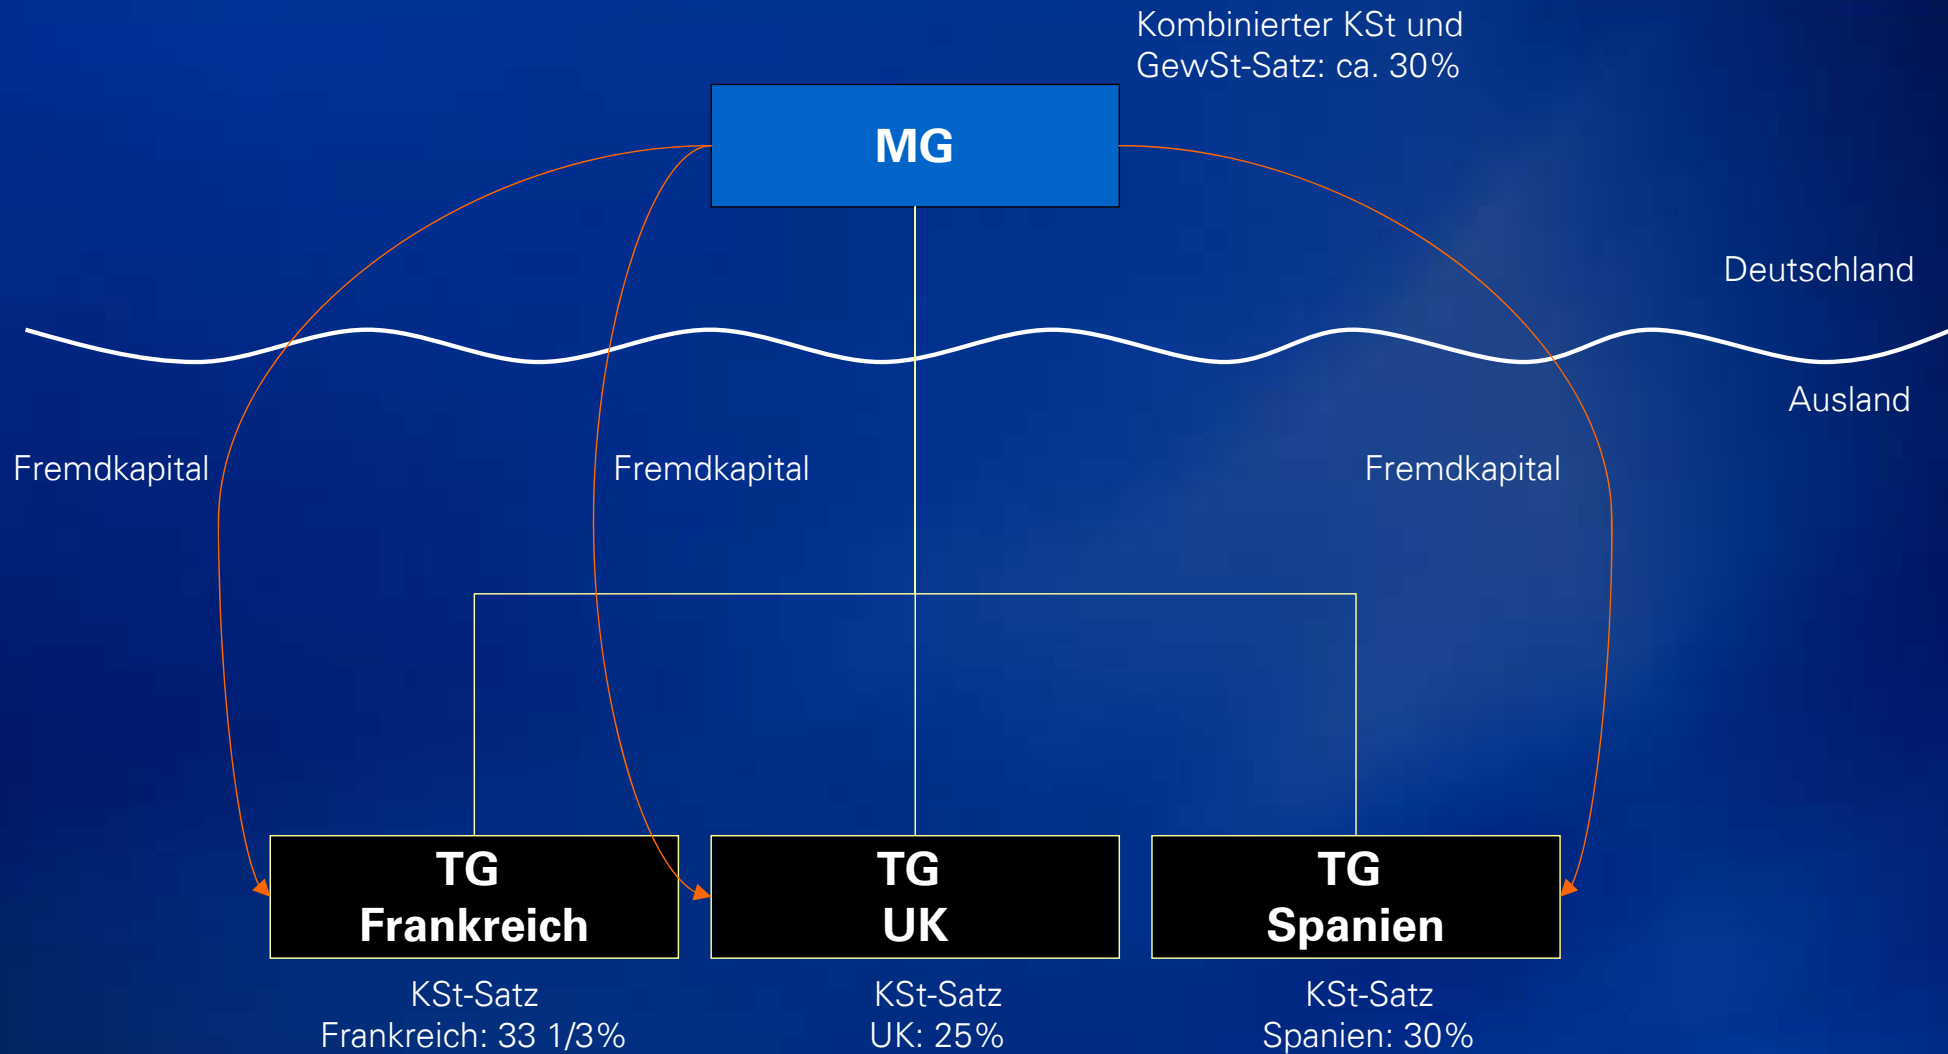 Kombinierter KSt und
GewSt-Satz: ca. 30%
MG
Deutschland
Ausland
Fremdkapital
Fremdkapital
Fremdkapital
TG
Frankreich
TG
UK
TG
Spanien
KSt-Satz
Frankreich: 33 1/3%
KSt-Satz
UK: 25%
KSt-Satz
Spanien: 30%